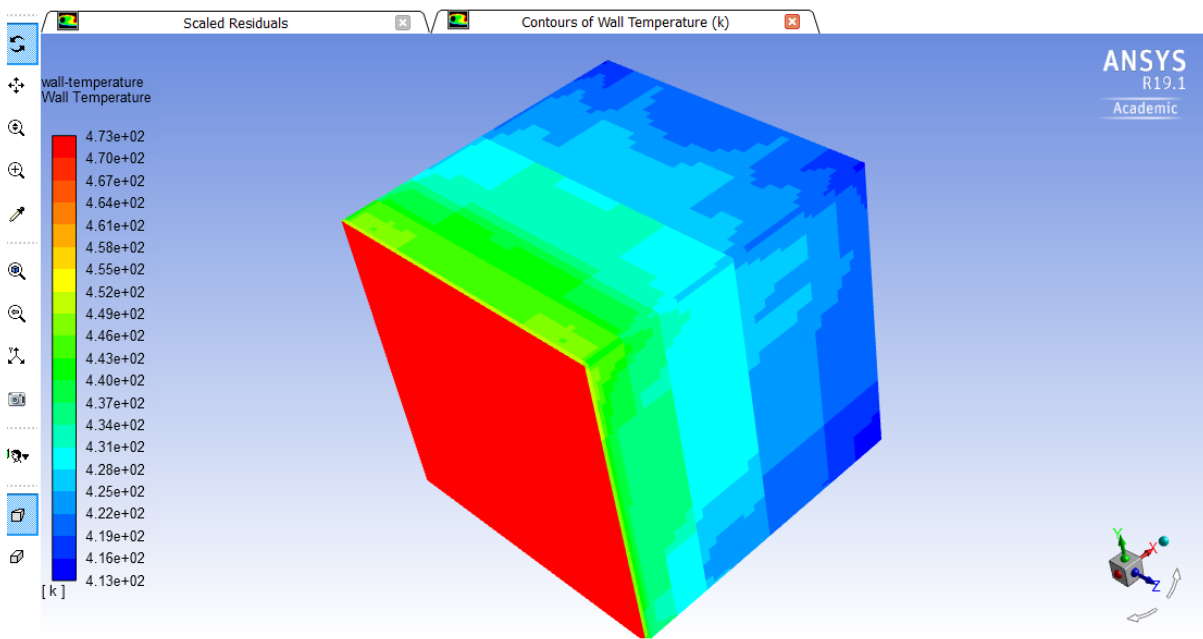 Scaled Residuals
Contours of Wall Temperature (k)
ANSYS
R19.1
Academic
wall-temperature
Wall Temperature
4.73e+02
4.70e+02
4.67e+02
4.64e+02
4.61e+02
4.58e+02
4.55e+02
4.52e+02
4.49e+02
4.46e+02
4.43e+02
4.40e+02
4.37e+02
4.34e+02
4.31e+02
4.28e+02
4.25e+02
4.22e+02
4.19e+02
4.16e+02
4.13e+02
[ k ]
Y
X
Z